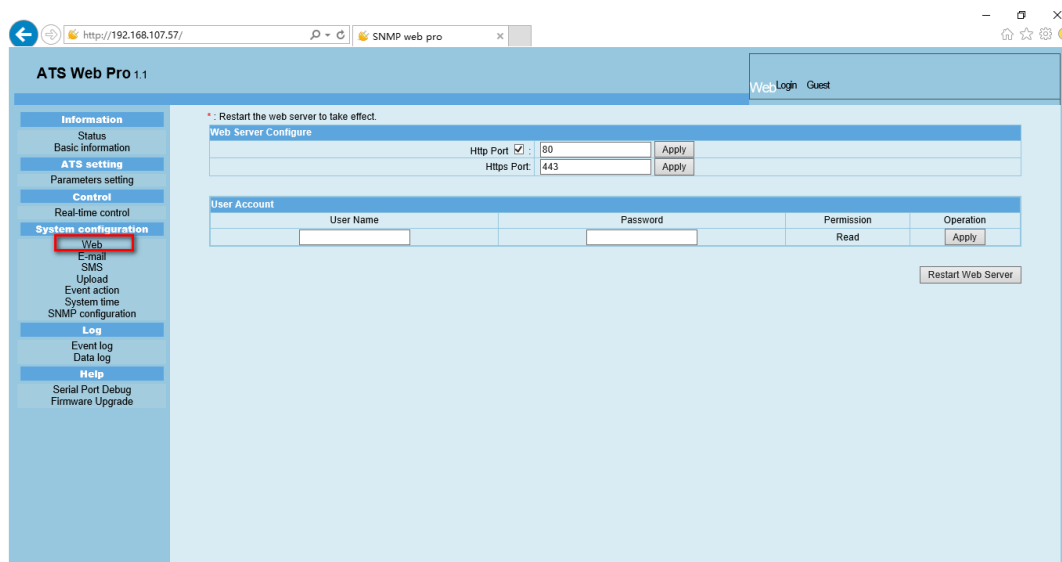 http://192.168.107.57/
SNMP web pro
ATS Web Pro 1.1
Web Login Guest
Information
Status
Basic information
ATS setting
Parameters setting
Control
Real-time control
System configuration
Web
E-mail
SMS
Upload
Event action
System time
SNMP configuration
Log
Event log
Data log
Help
Serial Port Debug
Firmware Upgrade
* : Restart the web server to take effect.
Web Server Configure
Http Port : 80 Apply
Https Port: 443 Apply
User Account
User Name Password Permission Operation
Read Apply
Restart Web Server